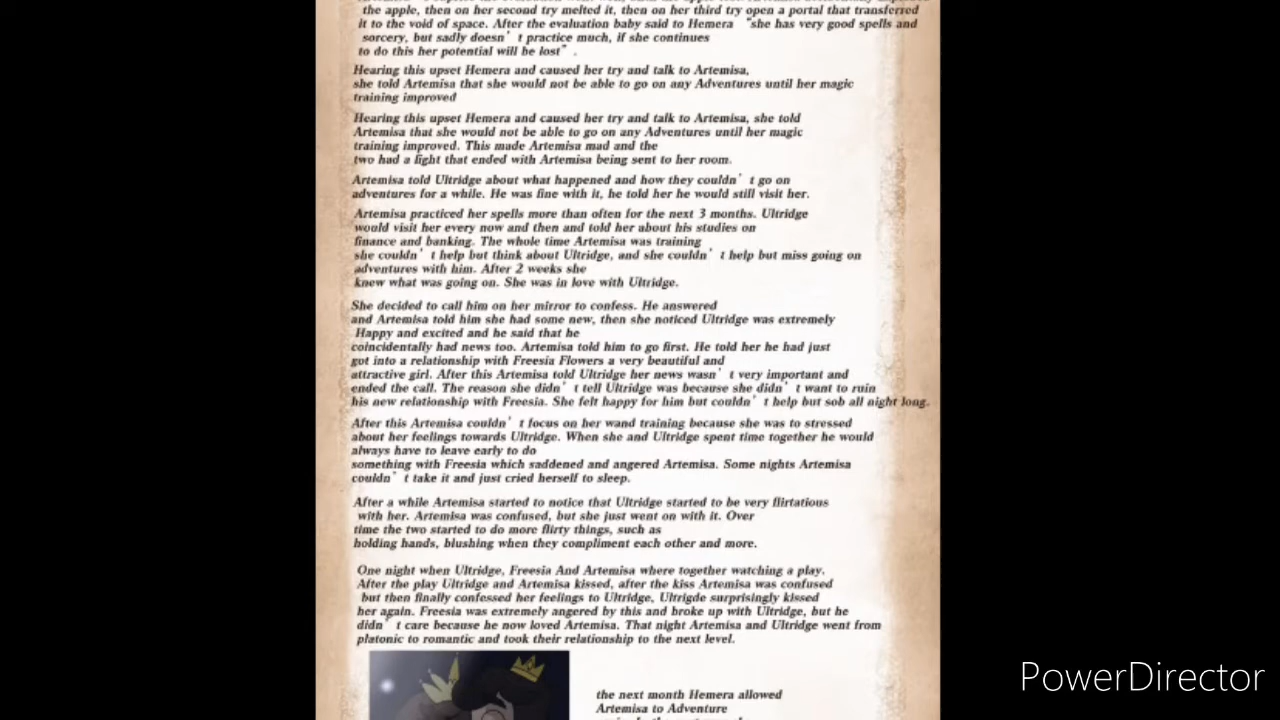 the apple, then on her second try melted it, then on her third try open a portal that transferred
it to the void of space. After the evaluation baby said to Hemera "she has very good spells and
sorcery, but sadly doesn't practice much, if she continues
to do this her potential will be lost".
Hearing this upset Hemera and caused her try and talk to Artemisa,
she told Artemisa that she would not be able to go on any Adventures until her magic
training improved
Hearing this upset Hemera and caused her try and talk to Artemisa, she told
Artemisa that she would not be able to go on any Adventures until her magic
training improved. This made Artemisa mad and the
two had a fight that ended with Artemisa being sent to her room.
Artemisa told Ultridge about what happened and how they couldn't go on
adventures for a while. He was fine with it, he told her he would still visit her.
Artemisa practiced her spells more than often for the next 3 months. Ultridge
would visit her every now and then and told her about his studies on
finance and banking. The whole time Artemisa was training
she couldn't help but think about Ultridge, and she couldn't help but miss going on
adventures with him. After 2 weeks she
knew what was going on. She was in love with Ultridge.
She decided to call him on her mirror to confess. He answered
and Artemisa told him she had some new, then she noticed Ultridge was extremely
Happy and excited and he said that he
coincidentally had news too. Artemisa told him to go first. He told her he had just
got into a relationship with Freesia Flowers a very beautiful and
attractive girl. After this Artemisa told Ultridge her news wasn't very important and
ended the call. The reason she didn't tell Ultridge was because she didn't want to ruin
his new relationship with Freesia. She felt happy for him but couldn't help but sob all night long.
After this Artemisa couldn't focus on her wand training because she was to stressed
about her feelings towards Ultridge. When she and Ultridge spent time together he would
always have to leave early to do
something with Freesia which saddened and angered Artemisa. Some nights Artemisa
couldn't take it and just cried herself to sleep.
After a while Artemisa started to notice that Ultridge started to be very flirtatious
with her. Artemisa was confused, but she just went on with it. Over
time the two started to do more flirty things, such as
holding hands, blushing when they compliment each other and more.
One night when Ultridge, Freesia And Artemisa where together watching a play.
After the play Ultridge and Artemisa kissed, after the kiss Artemisa was confused
but then finally confessed her feelings to Ultridge, Ultrigde surprisingly kissed
her again. Freesia was extremely angered by this and broke up with Ultridge, but he
didn't care because he now loved Artemisa. That night Artemisa and Ultridge went from
platonic to romantic and took their relationship to the next level.
the next month Hemera allowed
Artemisa to Adventure
PowerDirector